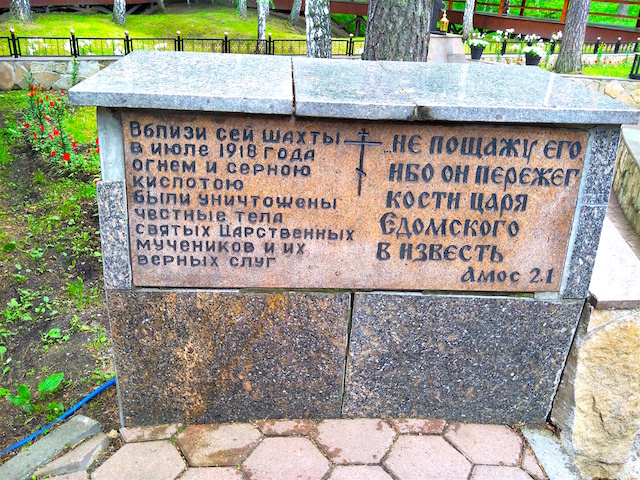 Вблизи сей шахты
в июле 1918 года
огнем и серною
кислотою
были уничтожены
честные тела
святых Царственных
мучеников и их
верных слуг
...не пощажу его
ибо он пережег
кости царя
Едомского
в известь
Амос 2.1